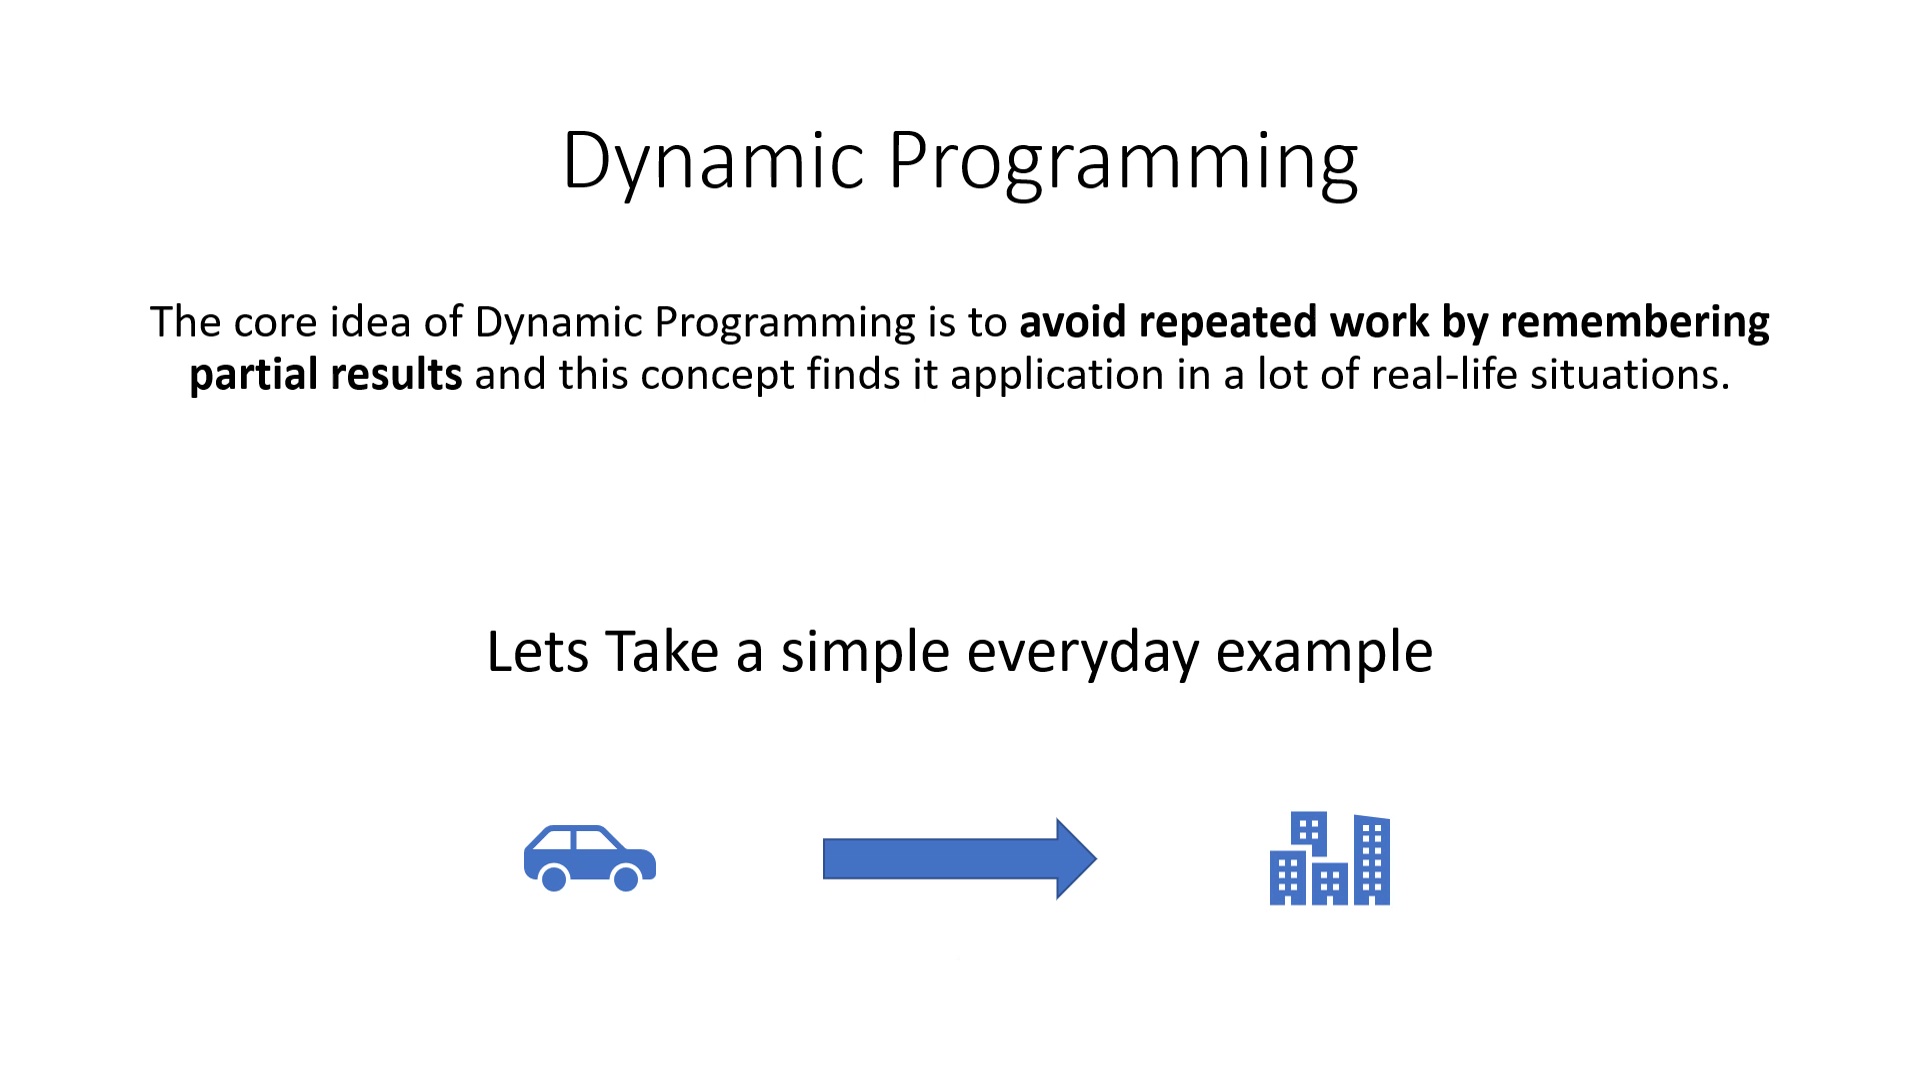 Dynamic Programming
The core idea of Dynamic Programming is to avoid repeated work by remembering
partial results and this concept finds it application in a lot of real-life situations.
Lets Take a simple everyday example